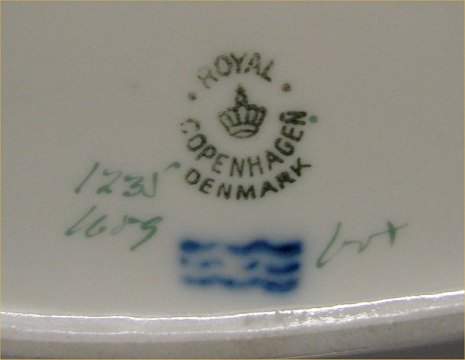 ROYAL
COPENHAGEN
DENMARK
1235
1689